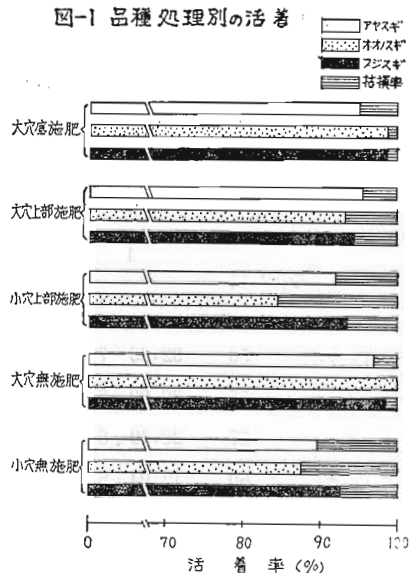 図-1 品種処理別の活着
アヤスギ
オオノスギ
フジスギ
枯損率
大穴底施肥
大穴上部施肥
小穴上部施肥
大穴無施肥
小穴無施肥
0 70 80 90 100
活着率(%)